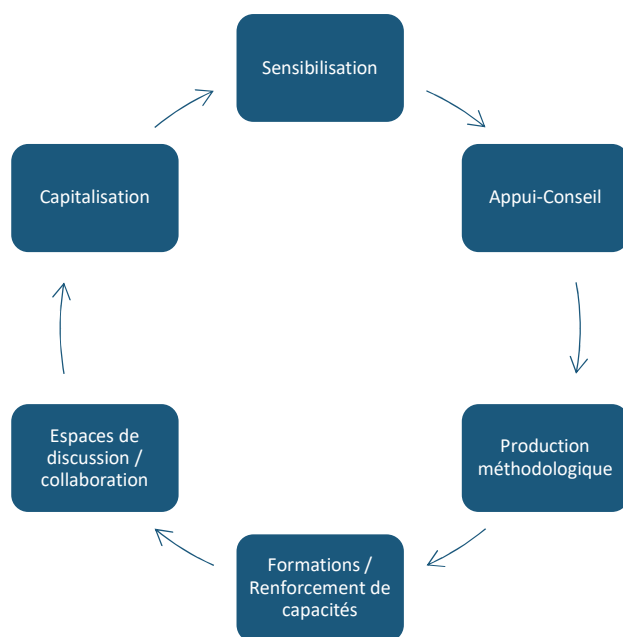 Sensibilisation
Appui-Conseil
Production
méthodologique
Formations /
Renforcement de
capacités
Espaces de
discussion /
collaboration
Capitalisation